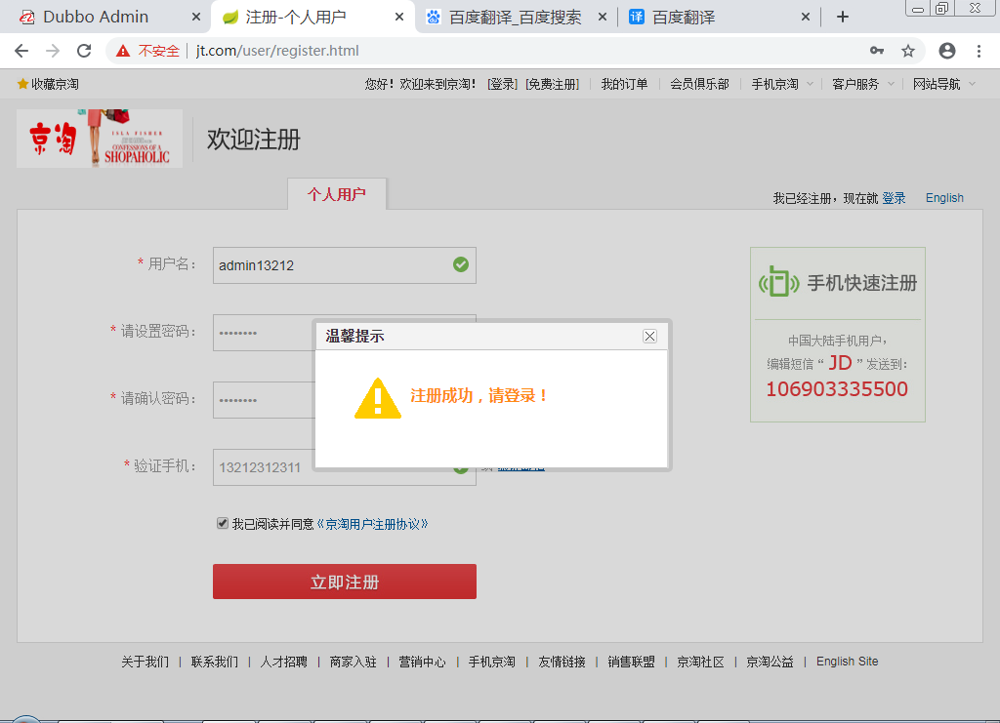 Dubbo Admin
注册-个人用户
百度翻译_百度搜索
译 百度翻译
不安全 | jt.com/user/register.html
收藏京淘
您好！欢迎来到京淘！ [登录] [免费注册] 我的订单 会员俱乐部 手机京淘 客户服务 网站导航
京淘
ISLA FISHER
CONFESSIONS OF A
SHOPAHOLIC
欢迎注册
个人用户
我已经注册，现在就 登录 English
* 用户名：
admin13212
* 请设置密码：
••••••••
* 请确认密码：
••••••••
* 验证手机：
13212312311
温馨提示
注册成功，请登录！
手机快速注册
中国大陆手机用户，
编辑短信“ JD ”发送到：
106903335500
我已阅读并同意《京淘用户注册协议》
立即注册
关于我们 | 联系我们 | 人才招聘 | 商家入驻 | 营销中心 | 手机京淘 | 友情链接 | 销售联盟 | 京淘社区 | 京淘公益 | English Site